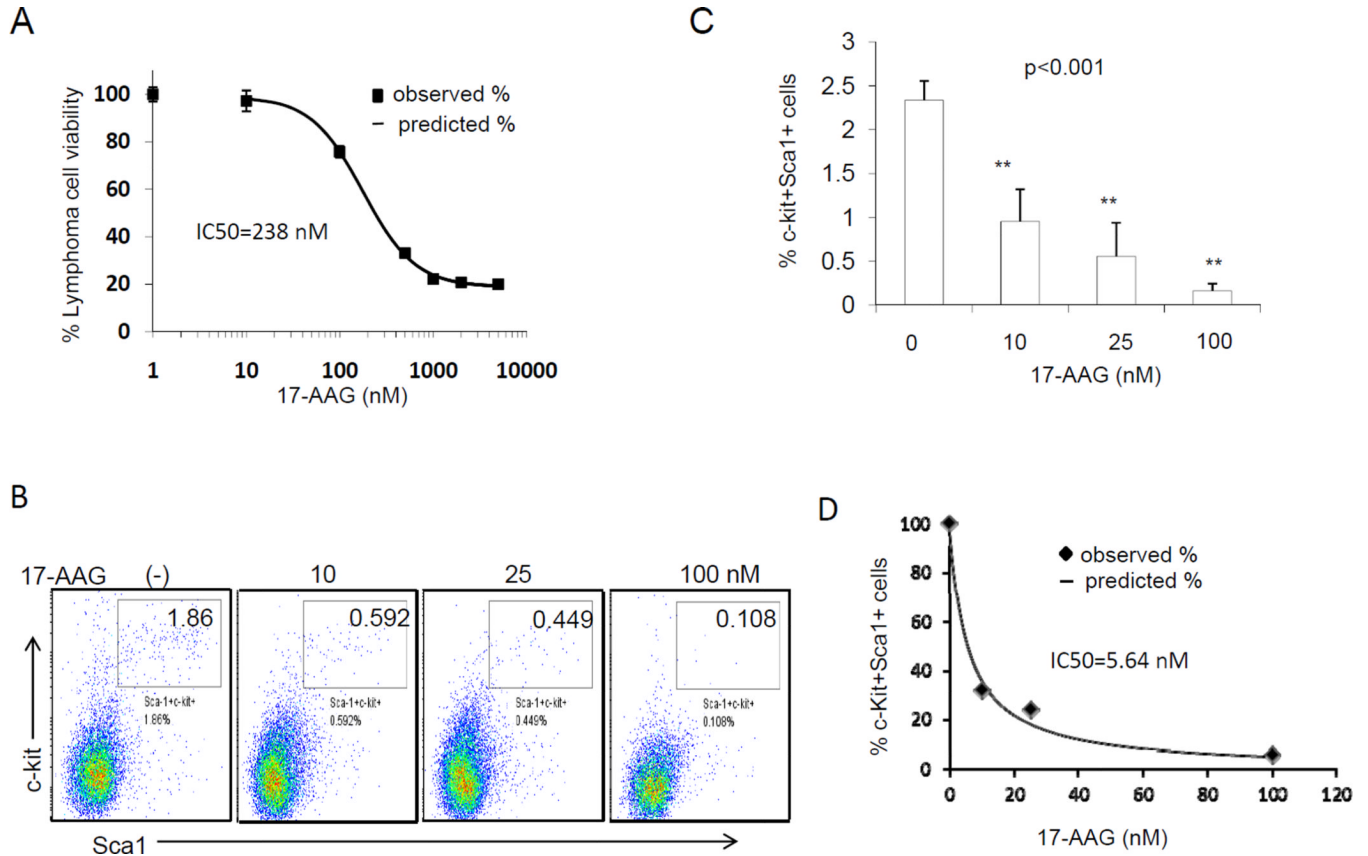 A
% Lymphoma cell viability
100
80
60
40
20
0
observed %
predicted %
IC50=238 nM
1 10 100 1000 10000
17-AAG (nM)
C
% c-kit+Sca1+ cells
3
2.5
2
1.5
1
0.5
0
p<0.001
**
**
**
0 10 25 100
17-AAG (nM)
B
17-AAG (-) 10 25 100 nM
1.86 0.592 0.449 0.108
Sca-1+c-kit+ Sca-1+c-kit+ Sca-1+c-kit+ Sca-1+c-kit+
1.86% 0.592% 0.449% 0.108%
c-kit
Sca1
D
% c-Kit+Sca1+ cells
100
80
60
40
20
0
observed %
predicted %
IC50=5.64 nM
0 20 40 60 80 100 120
17-AAG (nM)